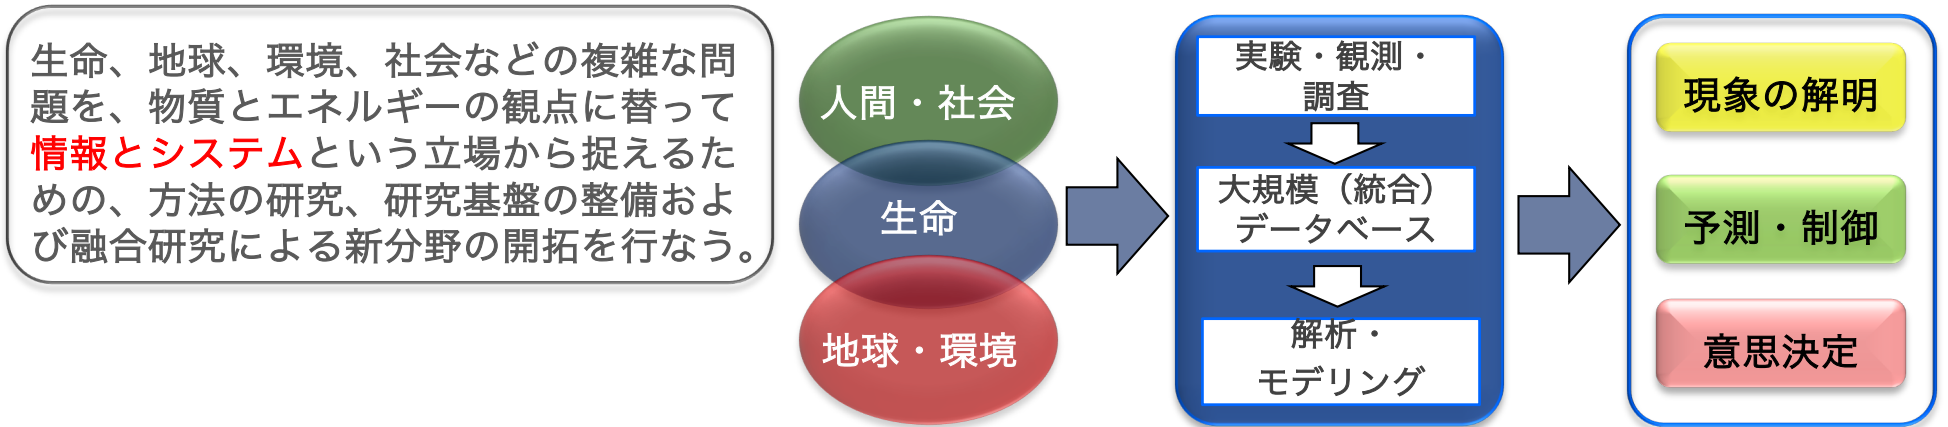 生命、地球、環境、社会などの複雑な問
題を、物質とエネルギーの観点に替って
情報とシステムという立場から捉えるた
めの、方法の研究、研究基盤の整備およ
び融合研究による新分野の開拓を行なう。
人間・社会
生命
地球・環境
実験・観測・
調査
大規模（統合）
データベース
解析・
モデリング
現象の解明
予測・制御
意思決定